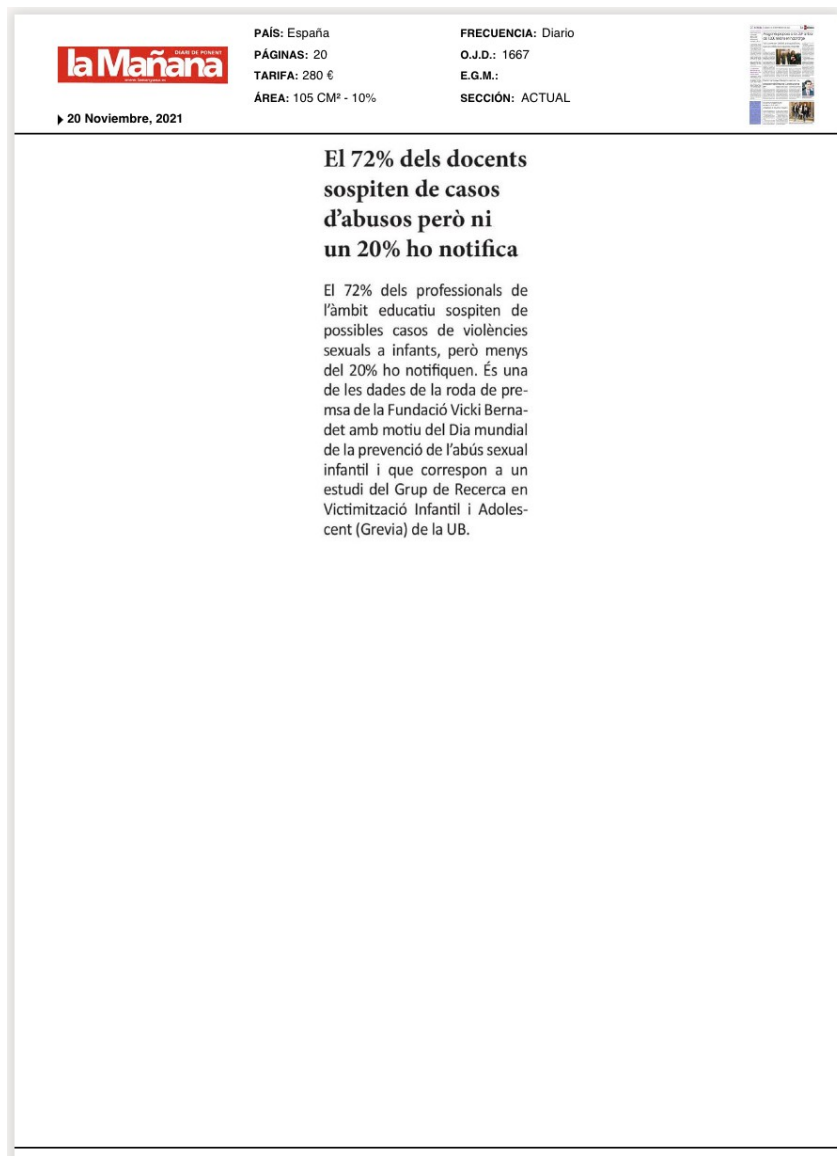 DIARI DE PONENT
la Mañana
PAÍS: España
PÁGINAS: 20
TARIFA: 280 €
ÁREA: 105 CM² - 10%
FRECUENCIA: Diario
O.J.D.: 1667
E.G.M.:
SECCIÓN: ACTUAL
20 Noviembre, 2021
El 72% dels docents
sospiten de casos
d'abusos però ni
un 20% ho notifica
El 72% dels professionals de
l'àmbit educatiu sospiten de
possibles casos de violències
sexuals a infants, però menys
del 20% ho notifiquen. És una
de les dades de la roda de pre-
msa de la Fundació Vicki Berna-
det amb motiu del Dia mundial
de la prevenció de l'abús sexual
infantil i que correspon a un
estudi del Grup de Recerca en
Victimització Infantil i Adoles-
cent (Grevia) de la UB.